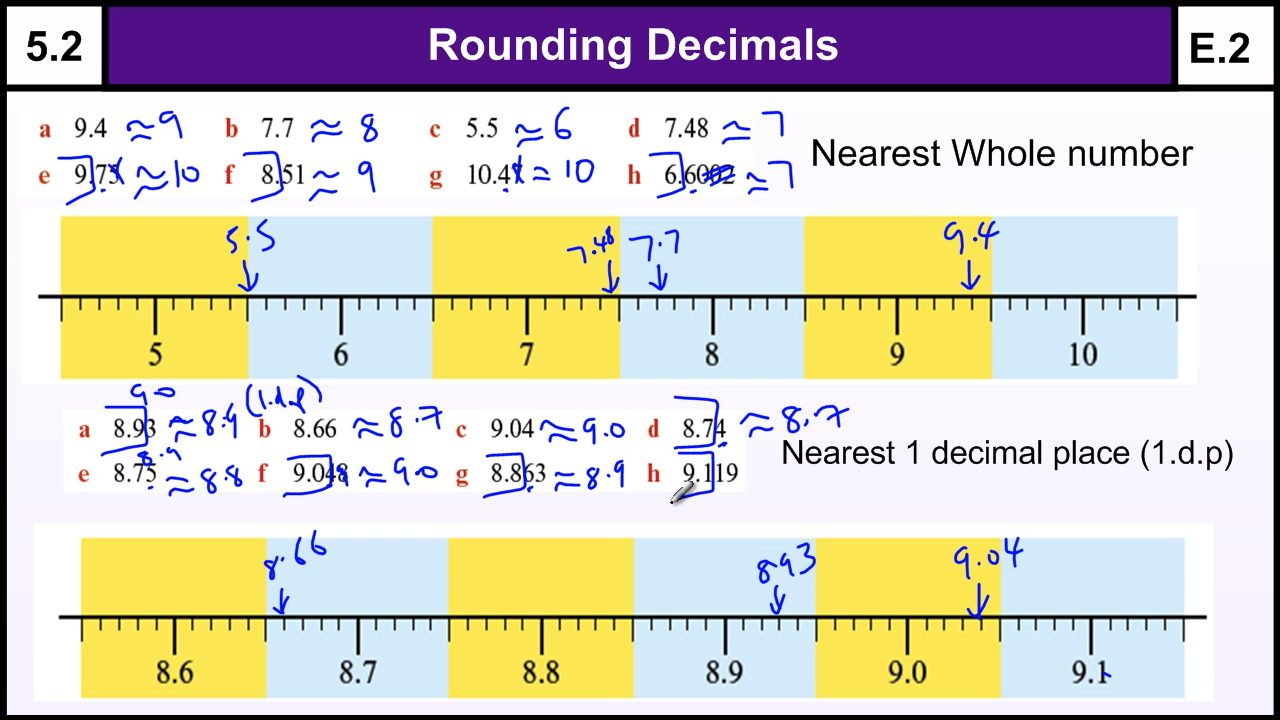 5.2 Rounding Decimals E.2
a 9.4 ≈9 b 7.7 ≈ 8 c 5.5 ≈ 6 d 7.48 ≈ 7
Nearest Whole number
e 9.75 ≈10 f 8.51 ≈ 9 g 10.41 = 10 h 6.6002 ≈7
5.5 7.48 7.7 9.4
5 6 7 8 9 10
9.0 (1.d.p)
a 8.93 ≈8.9 b 8.66 ≈8.7 c 9.04 ≈9.0 d 8.74 ≈8.7
Nearest 1 decimal place (1.d.p)
8.9
e 8.75 ≈8.8 f 9.048 ≈ 9.0 g 8.863 ≈8.9 h 9.119
8.66 8.93 9.04
8.6 8.7 8.8 8.9 9.0 9.1